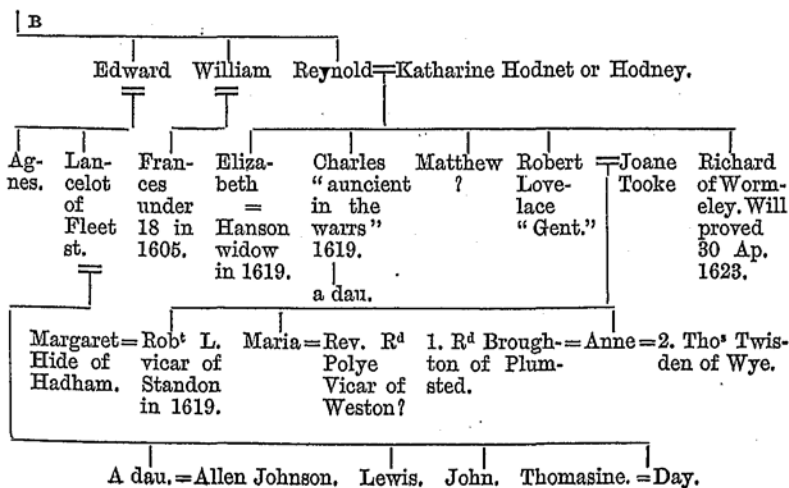 B
Edward William Reynold=Katharine Hodnet or Hodney.
Ag- Lan- Fran- Eliza- Charles Matthew Robert =Joane Richard
nes. celot ces beth “auncient ? Love- Tooke of Worm-
of under = in the lace eley. Will
Fleet 18 in Hanson warrs” “Gent.” proved
st. 1605. widow 1619. 30 Ap.
in 1619. 1623.
a dau.
Margaret=Robt L. Maria=Rev. Rd 1. Rd Brough-=Anne=2. Thos Twis-
Hide of vicar of Polye ton of Plum- den of Wye.
Hadham. Standon Vicar of sted.
in 1619. Weston?
A dau.=Allen Johnson. Lewis. John. Thomasine.=Day.